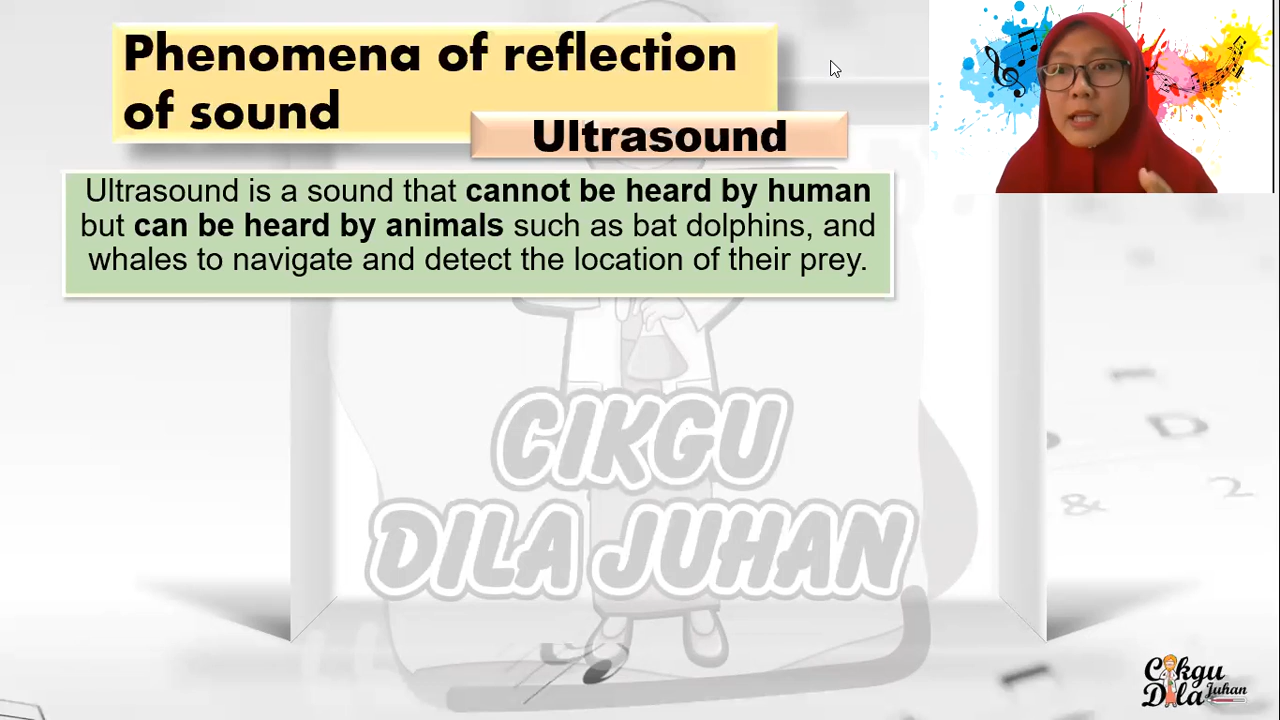 Phenomena of reflection
of sound
Ultrasound
Ultrasound is a sound that cannot be heard by human
but can be heard by animals such as bat dolphins, and
whales to navigate and detect the location of their prey.
CIKGU
DILA JUHAN
D
&
2
Cikgu
Dila Juhan